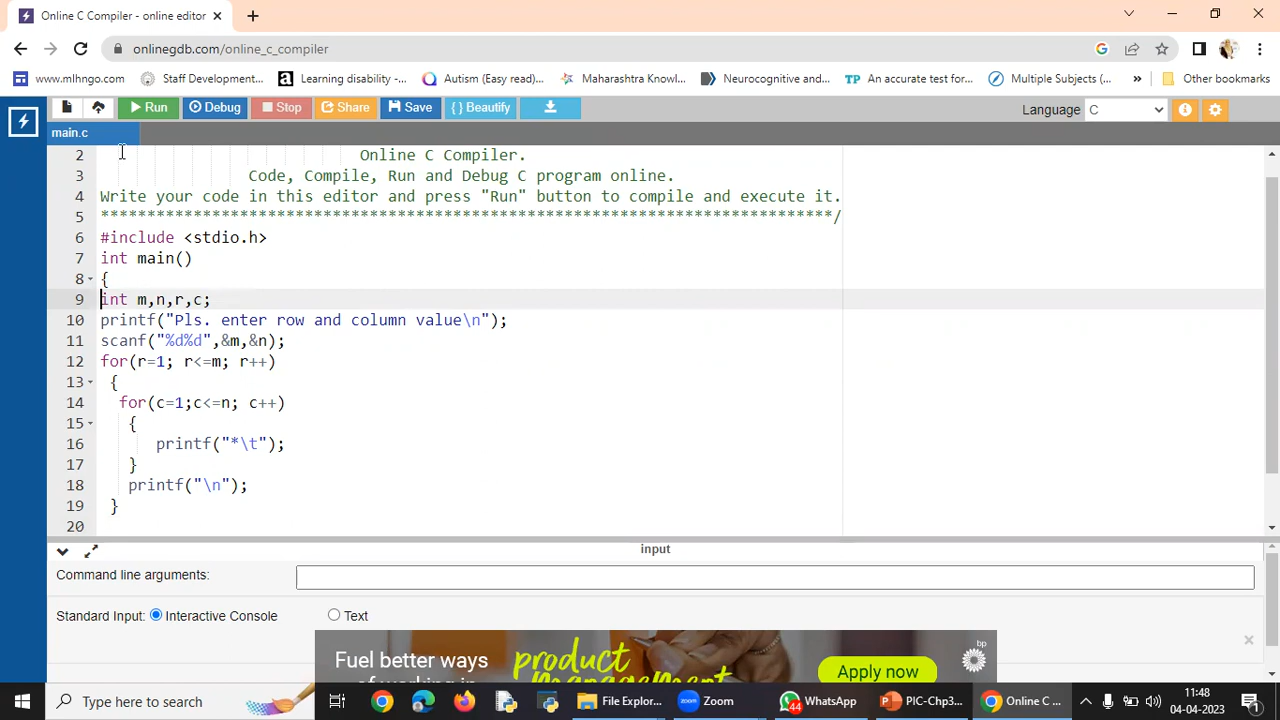 Online C Compiler - online editor
onlinegdb.com/online_c_compiler
www.mlhngo.com
Staff Development...
Learning disability -...
Autism (Easy read)...
Maharashtra Knowl...
Neurocognitive and...
TP An accurate test for...
Multiple Subjects (...
» Other bookmarks
Run
Debug
Stop
Share
Save
{ } Beautify
Language C
main.c
2 Online C Compiler.
3 Code, Compile, Run and Debug C program online.
4 Write your code in this editor and press "Run" button to compile and execute it.
5 *******************************************************************************/
6 #include <stdio.h>
7 int main()
8 {
9 int m,n,r,c;
10 printf("Pls. enter row and column value\n");
11 scanf("%d%d",&m,&n);
12 for(r=1; r<=m; r++)
13 {
14 for(c=1;c<=n; c++)
15 {
16 printf("*\t");
17 }
18 printf("\n");
19 }
20
input
Command line arguments:
Standard Input: Interactive Console Text
bp
Fuel better ways
product
Apply now
Type here to search
File Explorer...
Zoom
44
WhatsApp
PIC-Chp3...
Online C ...
11:48
04-04-2023
1